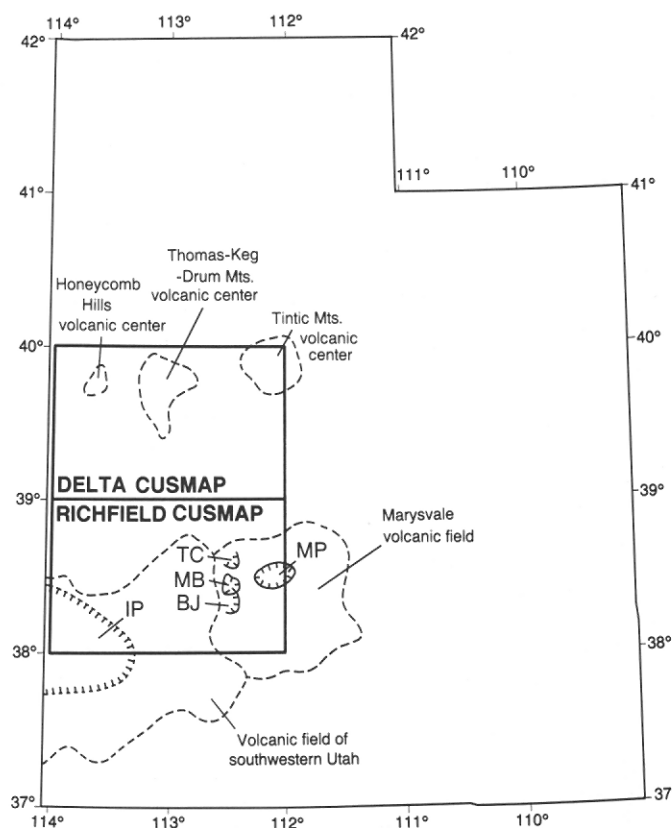 114°
113°
112°
42°
42°
111°
110°
41°
41°
Thomas-Keg
-Drum Mts.
volcanic center
Honeycomb
Hills
volcanic center
Tintic Mts.
volcanic
center
40°
40°
DELTA CUSMAP
39°
39°
RICHFIELD CUSMAP
Marysvale
volcanic field
TC
MP
MB
BJ
IP
38°
38°
Volcanic field of
southwestern Utah
37°
37
114°
113°
112°
111°
110°